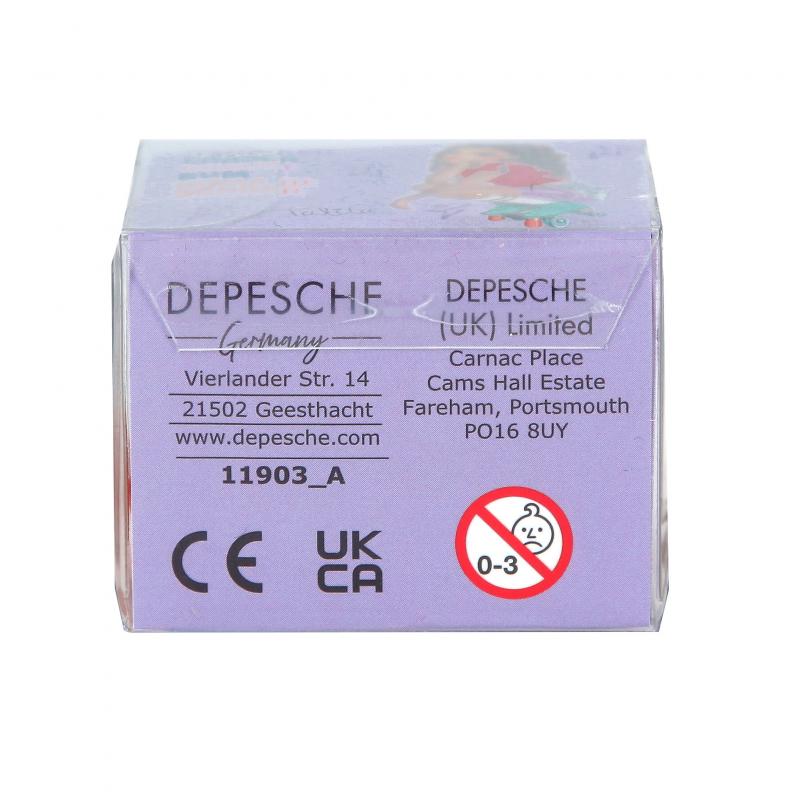 DEPESCHE
Germany
Vierlander Str. 14
21502 Geesthacht
www.depesche.com
11903_A
DEPESCHE
(UK) Limited
Carnac Place
Cams Hall Estate
Fareham, Portsmouth
PO16 8UY
CE
UK
CA
0-3